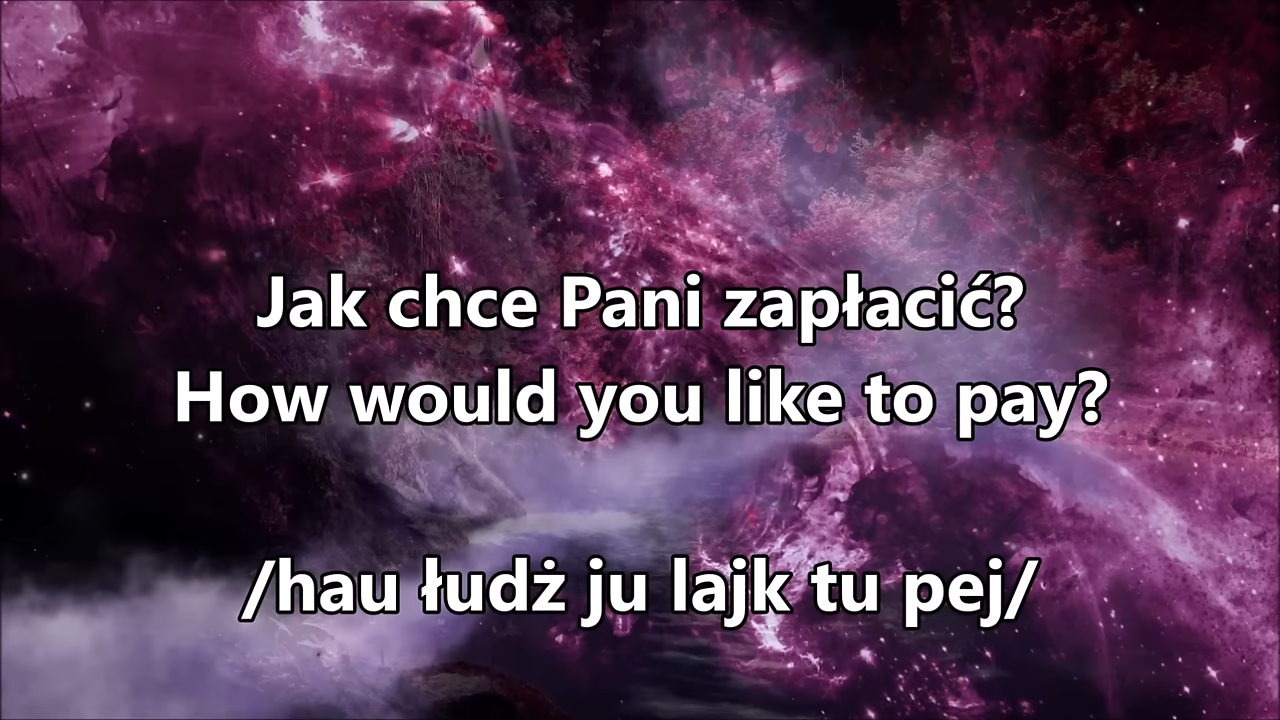 Jak chce Pani zapłacić?
How would you like to pay?
/hau łudż ju lajk tu pej/